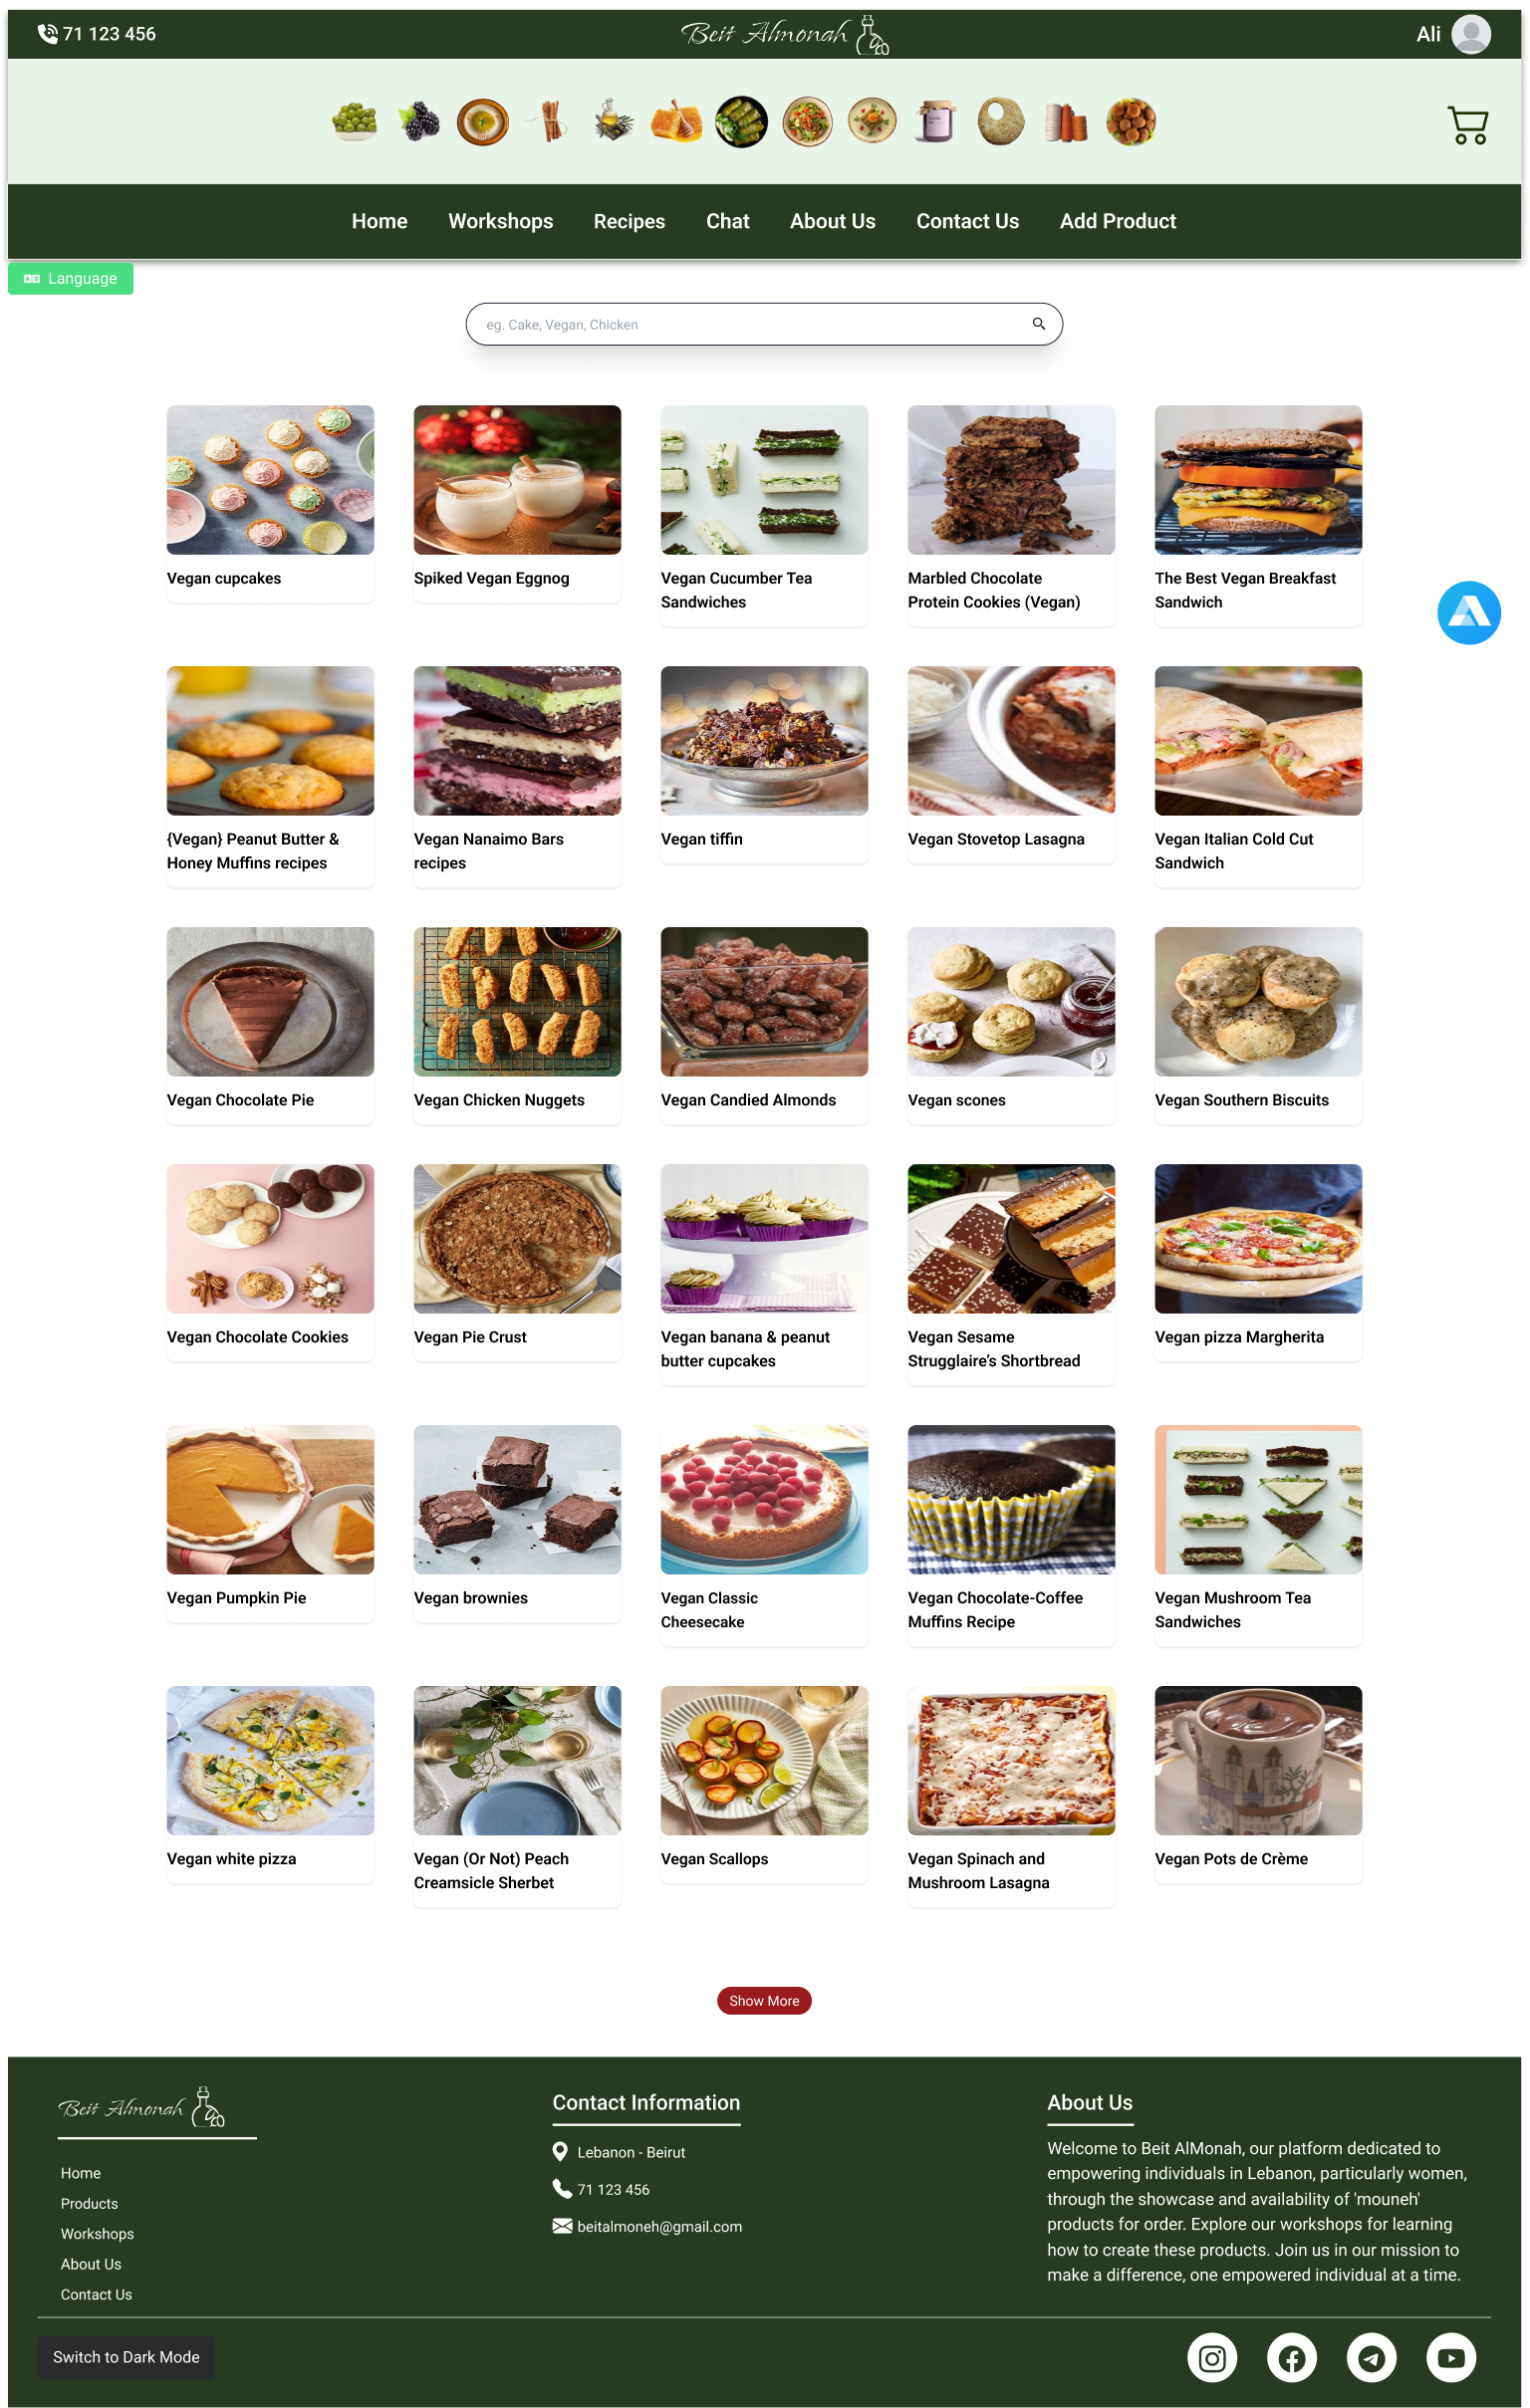 71 123 456
Beit Almonah
Ali
Home Workshops Recipes Chat About Us Contact Us Add Product
Language
eg. Cake, Vegan, Chicken
Vegan cupcakes
Spiked Vegan Eggnog
Vegan Cucumber Tea
Sandwiches
Marbled Chocolate
Protein Cookies (Vegan)
The Best Vegan Breakfast
Sandwich
{Vegan} Peanut Butter &
Honey Muffins recipes
Vegan Nanaimo Bars
recipes
Vegan tiffin
Vegan Stovetop Lasagna
Vegan Italian Cold Cut
Sandwich
Vegan Chocolate Pie
Vegan Chicken Nuggets
Vegan Candied Almonds
Vegan scones
Vegan Southern Biscuits
Vegan Chocolate Cookies
Vegan Pie Crust
Vegan banana & peanut
butter cupcakes
Vegan Sesame
Strugglaire’s Shortbread
Vegan pizza Margherita
Vegan Pumpkin Pie
Vegan brownies
Vegan Classic
Cheesecake
Vegan Chocolate-Coffee
Muffins Recipe
Vegan Mushroom Tea
Sandwiches
Vegan white pizza
Vegan (Or Not) Peach
Creamsicle Sherbet
Vegan Scallops
Vegan Spinach and
Mushroom Lasagna
Vegan Pots de Crème
Show More
Beit Almonah
Home
Products
Workshops
About Us
Contact Us
Contact Information
Lebanon - Beirut
71 123 456
beitalmoneh@gmail.com
About Us
Welcome to Beit AlMonah, our platform dedicated to
empowering individuals in Lebanon, particularly women,
through the showcase and availability of 'mouneh'
products for order. Explore our workshops for learning
how to create these products. Join us in our mission to
make a difference, one empowered individual at a time.
Switch to Dark Mode